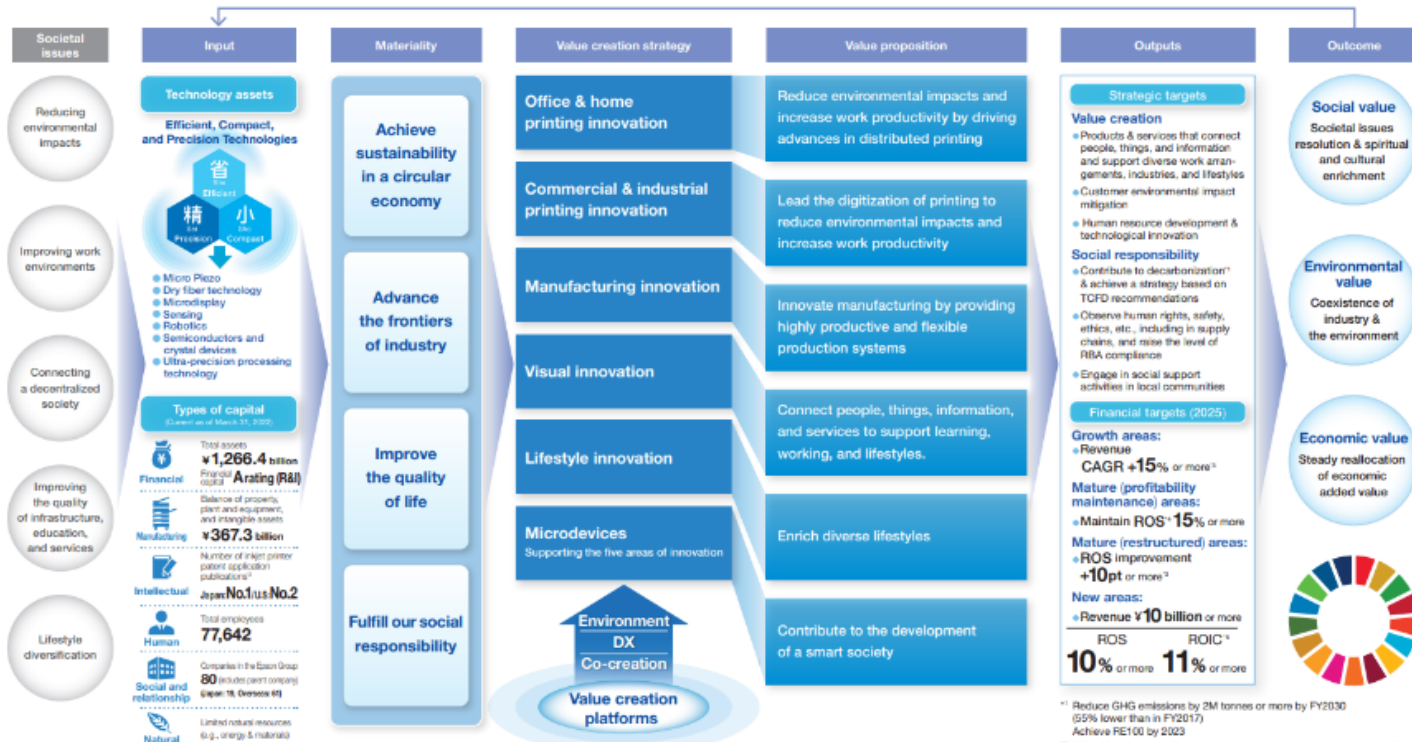 Societal
issues
Reducing
environmental
impacts
Improving work
environments
Connecting
a decentralized
society
Improving
the quality
of infrastructure,
education,
and services
Lifestyle
diversification
Input
Technology assets
Efficient, Compact,
and Precision Technologies
省
Efficient
精
Sei
Precision
小
Sho
Compact
Micro Piezo
Dry fiber technology
Microdisplay
Sensing
Robotics
Semiconductors and
crystal devices
Ultra-precision processing
technology
Types of capital
(Current as of March 31, 2022)
Financial
Total assets
¥1,266.4 billion
Financial
capital
A rating (R&I)
Manufacturing
Balance of property,
plant and equipment,
and intangible assets
¥367.3 billion
Intellectual
Number of inkjet printer
patent application
publications
Japan: No.1/U.S: No.2
Human
Total employees
77,642
Social and
relationship
Companies in the Epson Group
80 (includes parent company)
(Japan: 19, Overseas: 61)
Natural
Limited natural resources
(e.g., energy & materials)
Materiality
Achieve
sustainability
in a circular
economy
Advance
the frontiers
of industry
Improve
the quality
of life
Fulfill our social
responsibility
Value creation strategy
Office & home
printing innovation
Commercial & industrial
printing innovation
Manufacturing innovation
Visual innovation
Lifestyle innovation
Microdevices
Supporting the five areas of innovation
Environment
DX
Co-creation
Value creation
platforms
Value proposition
Reduce environmental impacts and
increase work productivity by driving
advances in distributed printing
Lead the digitization of printing to
reduce environmental impacts and
increase work productivity
Innovate manufacturing by providing
highly productive and flexible
production systems
Connect people, things, information,
and services to support learning,
working, and lifestyles.
Enrich diverse lifestyles
Contribute to the development
of a smart society
Outputs
Strategic targets
Value creation
Products & services that connect
people, things, and information
and support diverse work arran-
gements, industries, and lifestyles
Customer environmental impact
mitigation
Human resource development &
technological innovation
Social responsibility
Contribute to decarbonization*¹
& achieve a strategy based on
TCFD recommendations
Observe human rights, safety,
ethics, etc., including in supply
chains, and raise the level of
RBA compliance
Engage in social support
activities in local communities
Financial targets (2025)
Growth areas:
Revenue
CAGR +15% or more
Mature (profitability
maintenance) areas:
Maintain ROS 15% or more
Mature (restructured) areas:
ROS improvement
+10pt or more
New areas:
Revenue ¥10 billion or more
ROS
10% or more
ROIC
11% or more
*¹ Reduce GHG emissions by 2M tonnes or more by FY2030
(55% lower than in FY2017)
Achieve RE100 by 2023
Outcome
Social value
Societal issues
resolution & spiritual
and cultural
enrichment
Environmental
value
Coexistence of
industry &
the environment
Economic value
Steady reallocation
of economic
added value